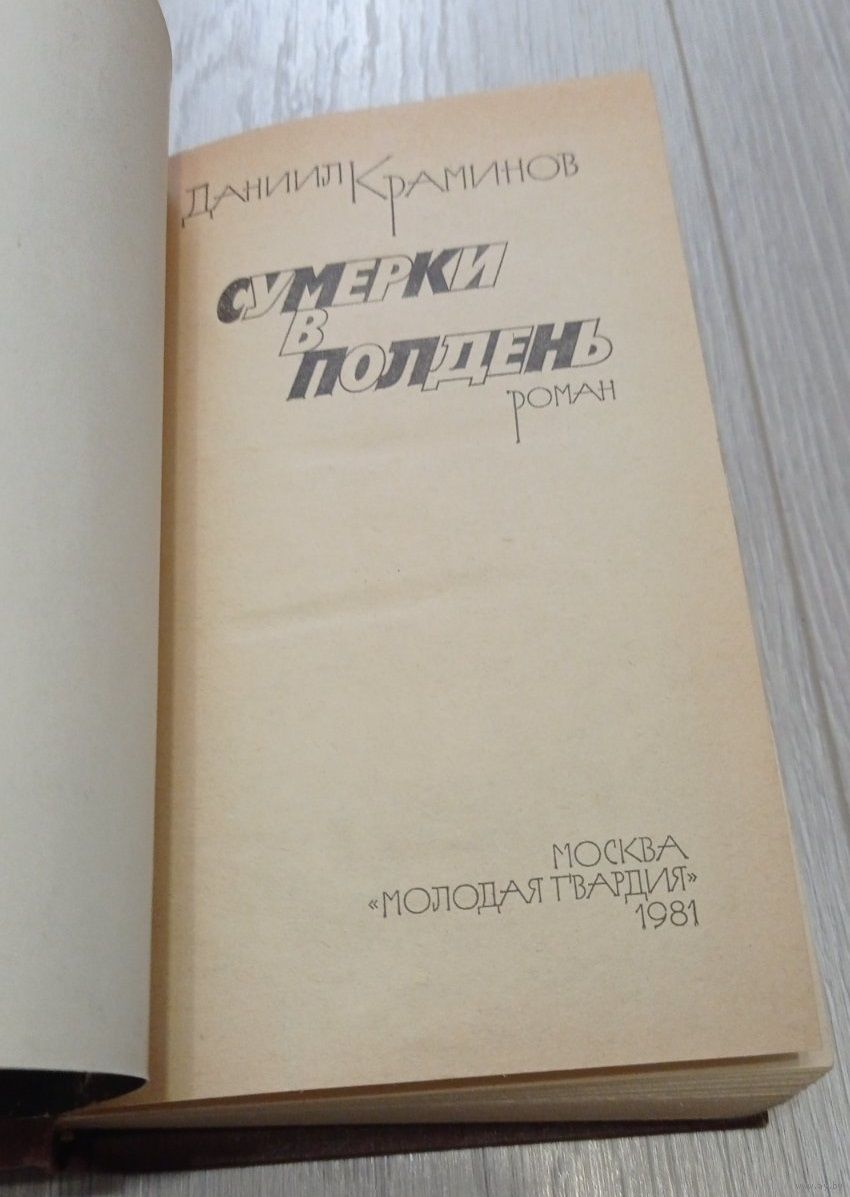 Даниил Краминов
Сумерки
в
полдень
роман
Москва
«Молодая гвардия»
1981